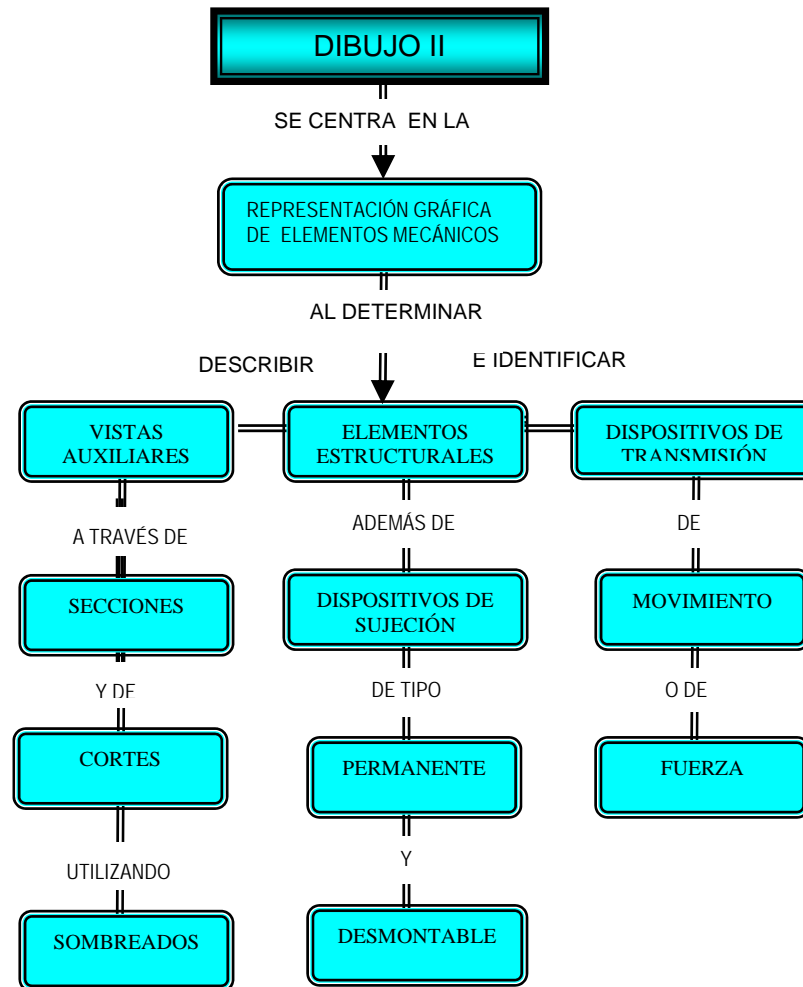 DIBUJO II
SE CENTRA EN LA
REPRESENTACIÓN GRÁFICA
DE ELEMENTOS MECÁNICOS
AL DETERMINAR
DESCRIBIR
E IDENTIFICAR
VISTAS
AUXILIARES
ELEMENTOS
ESTRUCTURALES
DISPOSITIVOS DE
TRANSMISIÓN
A TRAVÉS DE
ADEMÁS DE
DE
SECCIONES
DISPOSITIVOS DE
SUJECIÓN
MOVIMIENTO
Y DE
DE TIPO
O DE
CORTES
PERMANENTE
FUERZA
UTILIZANDO
Y
SOMBREADOS
DESMONTABLE